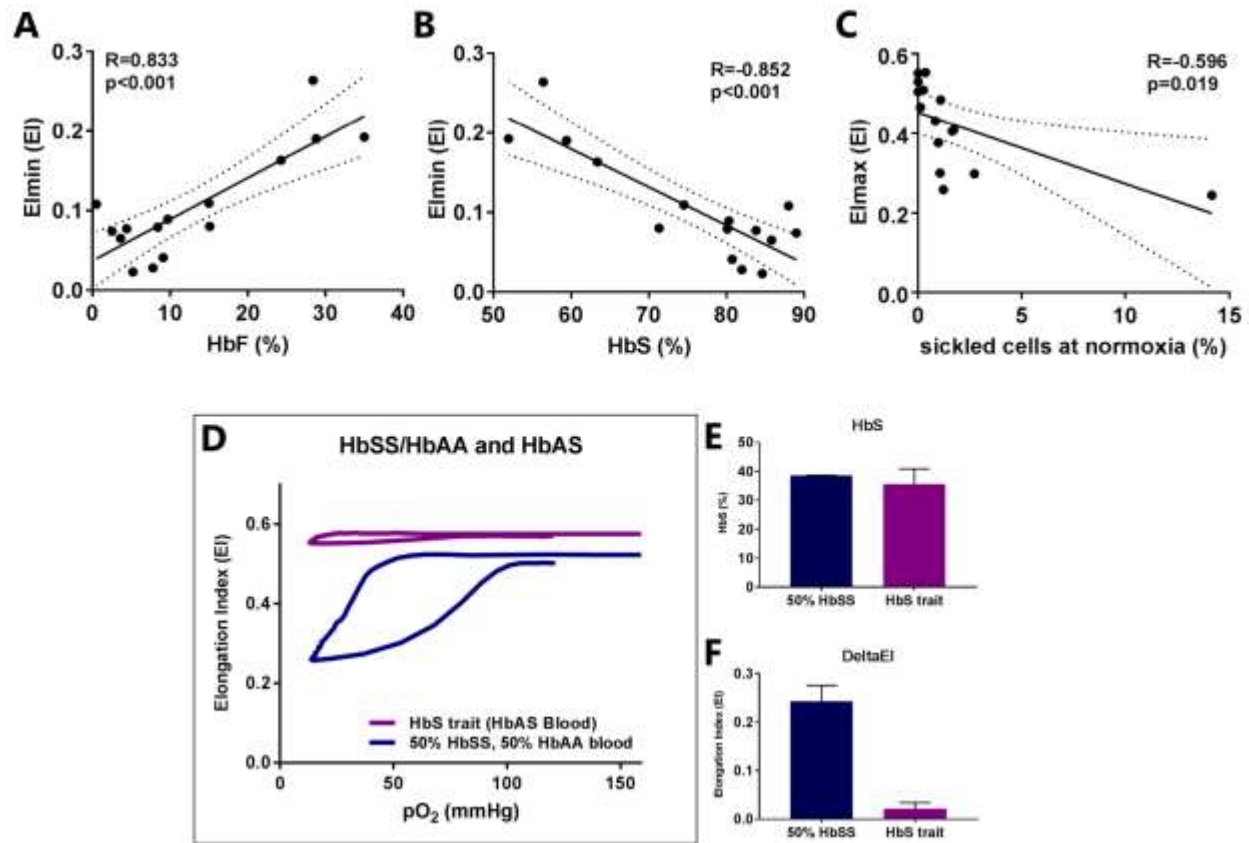 A
R=0.833
p<0.001
EImin (EI)
0.3
0.2
0.1
0.0
0 10 20 30 40
HbF (%)
B
R=-0.852
p<0.001
EImin (EI)
0.3
0.2
0.1
0.0
50 60 70 80 90
HbS (%)
C
R=-0.596
p=0.019
EImax (EI)
0.6
0.4
0.2
0.0
0 5 10 15
sickled cells at normoxia (%)
D
HbSS/HbAA and HbAS
Elongation Index (EI)
0.6
0.4
0.2
0.0
HbS trait (HbAS Blood)
50% HbSS, 50% HbAA blood
0 50 100 150
pO₂ (mmHg)
E
HbS
HbS (%)
50
40
30
20
10
0
50% HbSS HbS trait
F
DeltaEI
Elongation Index (EI)
0.3
0.2
0.1
0.0
50% HbSS HbS trait